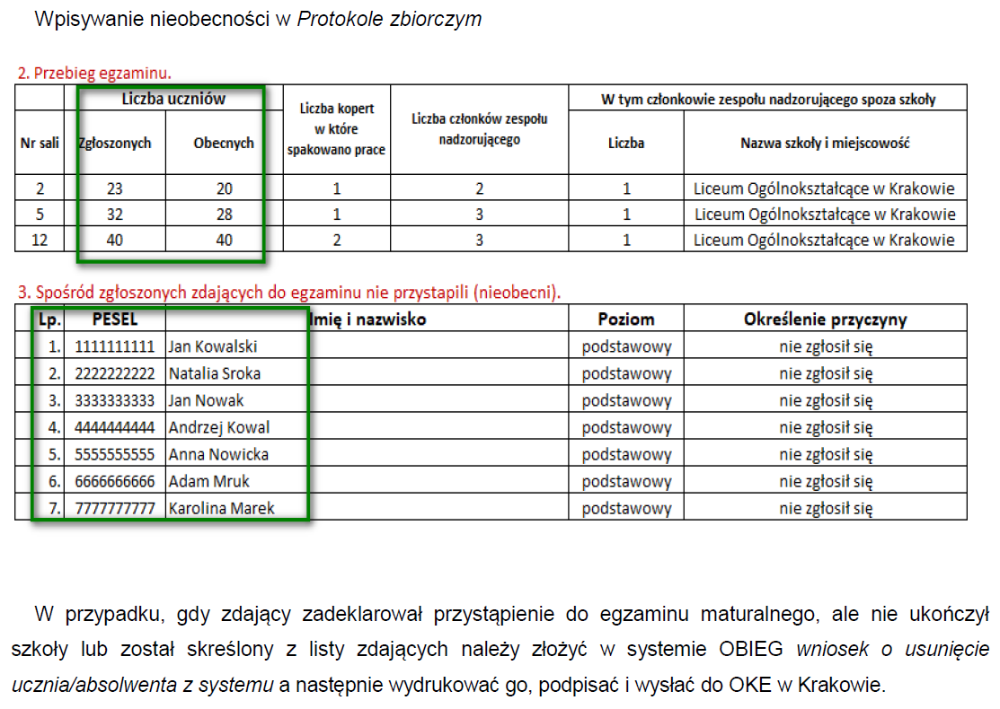 Wpisywanie nieobecności w Protokole zbiorczym
2. Przebieg egzaminu.
Liczba uczniów
Liczba kopert
w które
spakowano prace
Liczba członków zespołu
nadzorującego
W tym członkowie zespołu nadzorującego spoza szkoły
Nr sali Zgłoszonych Obecnych Liczba Nazwa szkoły i miejscowość
2 23 20 1 2 1 Liceum Ogólnokształcące w Krakowie
5 32 28 1 3 1 Liceum Ogólnokształcące w Krakowie
12 40 40 2 3 1 Liceum Ogólnokształcące w Krakowie
3. Spośród zgłoszonych zdających do egzaminu nie przystapili (nieobecni).
Lp. PESEL Imię i nazwisko Poziom Określenie przyczyny
1. 1111111111 Jan Kowalski podstawowy nie zgłosił się
2. 2222222222 Natalia Sroka podstawowy nie zgłosił się
3. 3333333333 Jan Nowak podstawowy nie zgłosił się
4. 4444444444 Andrzej Kowal podstawowy nie zgłosił się
5. 5555555555 Anna Nowicka podstawowy nie zgłosił się
6. 6666666666 Adam Mruk podstawowy nie zgłosił się
7. 7777777777 Karolina Marek podstawowy nie zgłosił się
W przypadku, gdy zdający zadeklarował przystąpienie do egzaminu maturalnego, ale nie ukończył
szkoły lub został skreślony z listy zdających należy złożyć w systemie OBIEG wniosek o usunięcie
ucznia/absolwenta z systemu a następnie wydrukować go, podpisać i wysłać do OKE w Krakowie.